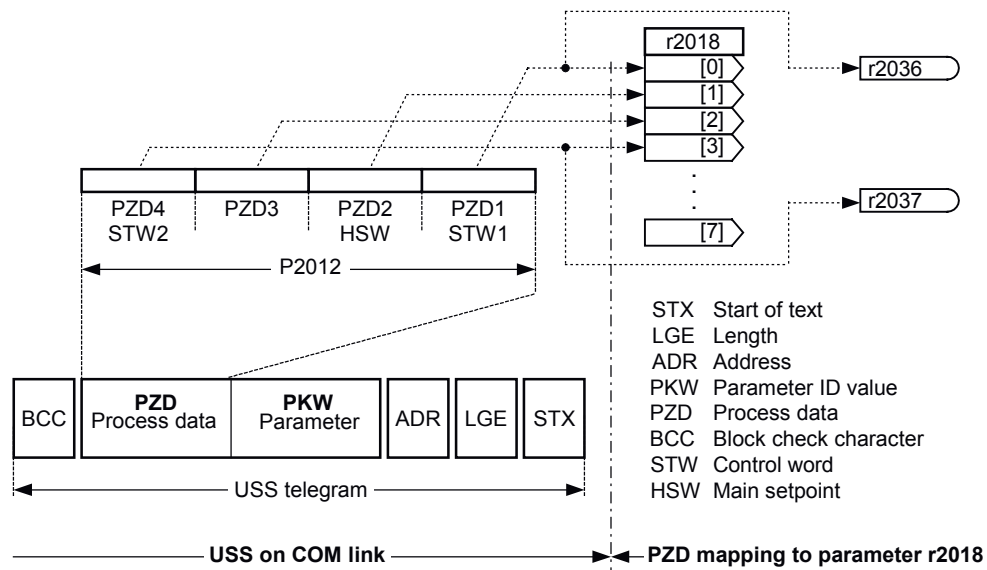 r2018
[0]
r2036
[1]
[2]
[3]
PZD4 PZD3 PZD2 PZD1
STW2 HSW STW1
.
.
.
r2037
[7]
P2012
STX Start of text
LGE Length
ADR Address
PKW Parameter ID value
PZD Process data
BCC Block check character
STW Control word
HSW Main setpoint
BCC PZD Process data PKW Parameter ADR LGE STX
USS telegram
USS on COM link PZD mapping to parameter r2018